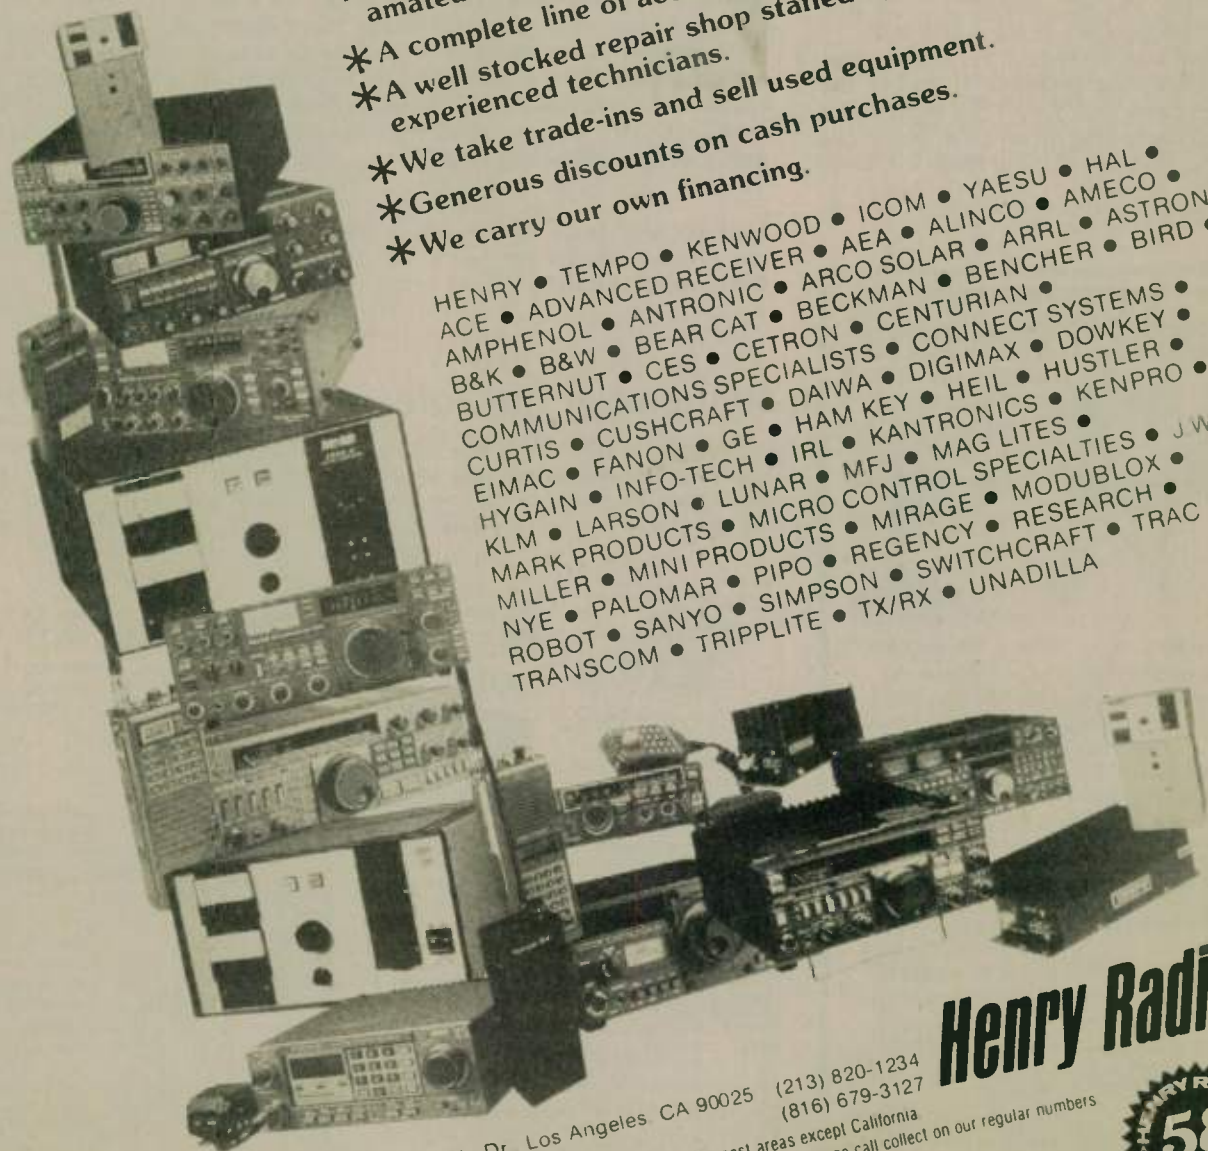 ✱A complete line of
✱A well stocked repair shop
experienced technicians.
✱We take trade-ins and sell used equipment.
✱Generous discounts on cash purchases.
✱We carry our own financing.
HENRY ● TEMPO ● KENWOOD ● ICOM ● YAESU ● HAL ●
ACE ● ADVANCED RECEIVER ● AEA ● ALINCO ● AMECO ●
AMPHENOL ● ANTRONIC ● ARCO SOLAR ● ARRL ● ASTRON
B&K ● B&W ● BEAR CAT ● BECKMAN ● BENCHER ● BIRD ●
BUTTERNUT ● CES ● CETRON ● CENTURIAN ●
COMMUNICATIONS SPECIALISTS ● CONNECT SYSTEMS ●
CURTIS ● CUSHCRAFT ● DAIWA ● DIGIMAX ● DOWKEY ●
EIMAC ● FANON ● GE ● HAM KEY ● HEIL ● HUSTLER ●
HYGAIN ● INFO-TECH ● IRL ● KANTRONICS ● KENPRO ●
KLM ● LARSON ● LUNAR ● MFJ ● MAG LITES ●
MARK PRODUCTS ● MICRO CONTROL SPECIALTIES ● J.W.
MILLER ● MINI PRODUCTS ● MIRAGE ● MODUBLOX ●
NYE ● PALOMAR ● PIPO ● REGENCY ● RESEARCH ●
ROBOT ● SANYO ● SIMPSON ● SWITCHCRAFT ● TRAC
TRANSCOM ● TRIPPLITE ● TX/RX ● UNADILLA
Henry Radi
Dr. Los Angeles, CA 90025 (213) 820-1234
(816) 679-3127
areas except California
call collect on our regular numbers
HENRY R
58